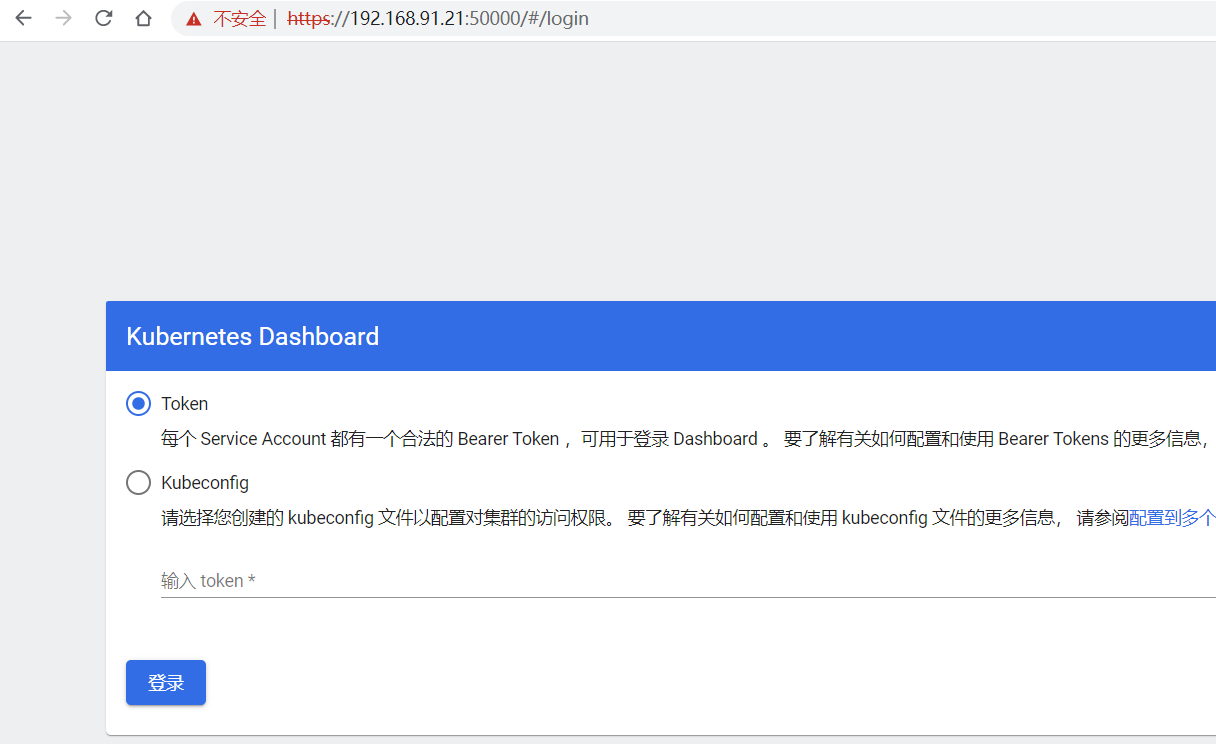 不安全 | https://192.168.91.21:50000/#/login
Kubernetes Dashboard
Token
每个 Service Account 都有一个合法的 Bearer Token ，可用于登录 Dashboard 。 要了解有关如何配置和使用 Bearer Tokens 的更多信息，
Kubeconfig
请选择您创建的 kubeconfig 文件以配置对集群的访问权限。 要了解有关如何配置和使用 kubeconfig 文件的更多信息， 请参阅配置到多个
输入 token *
登录